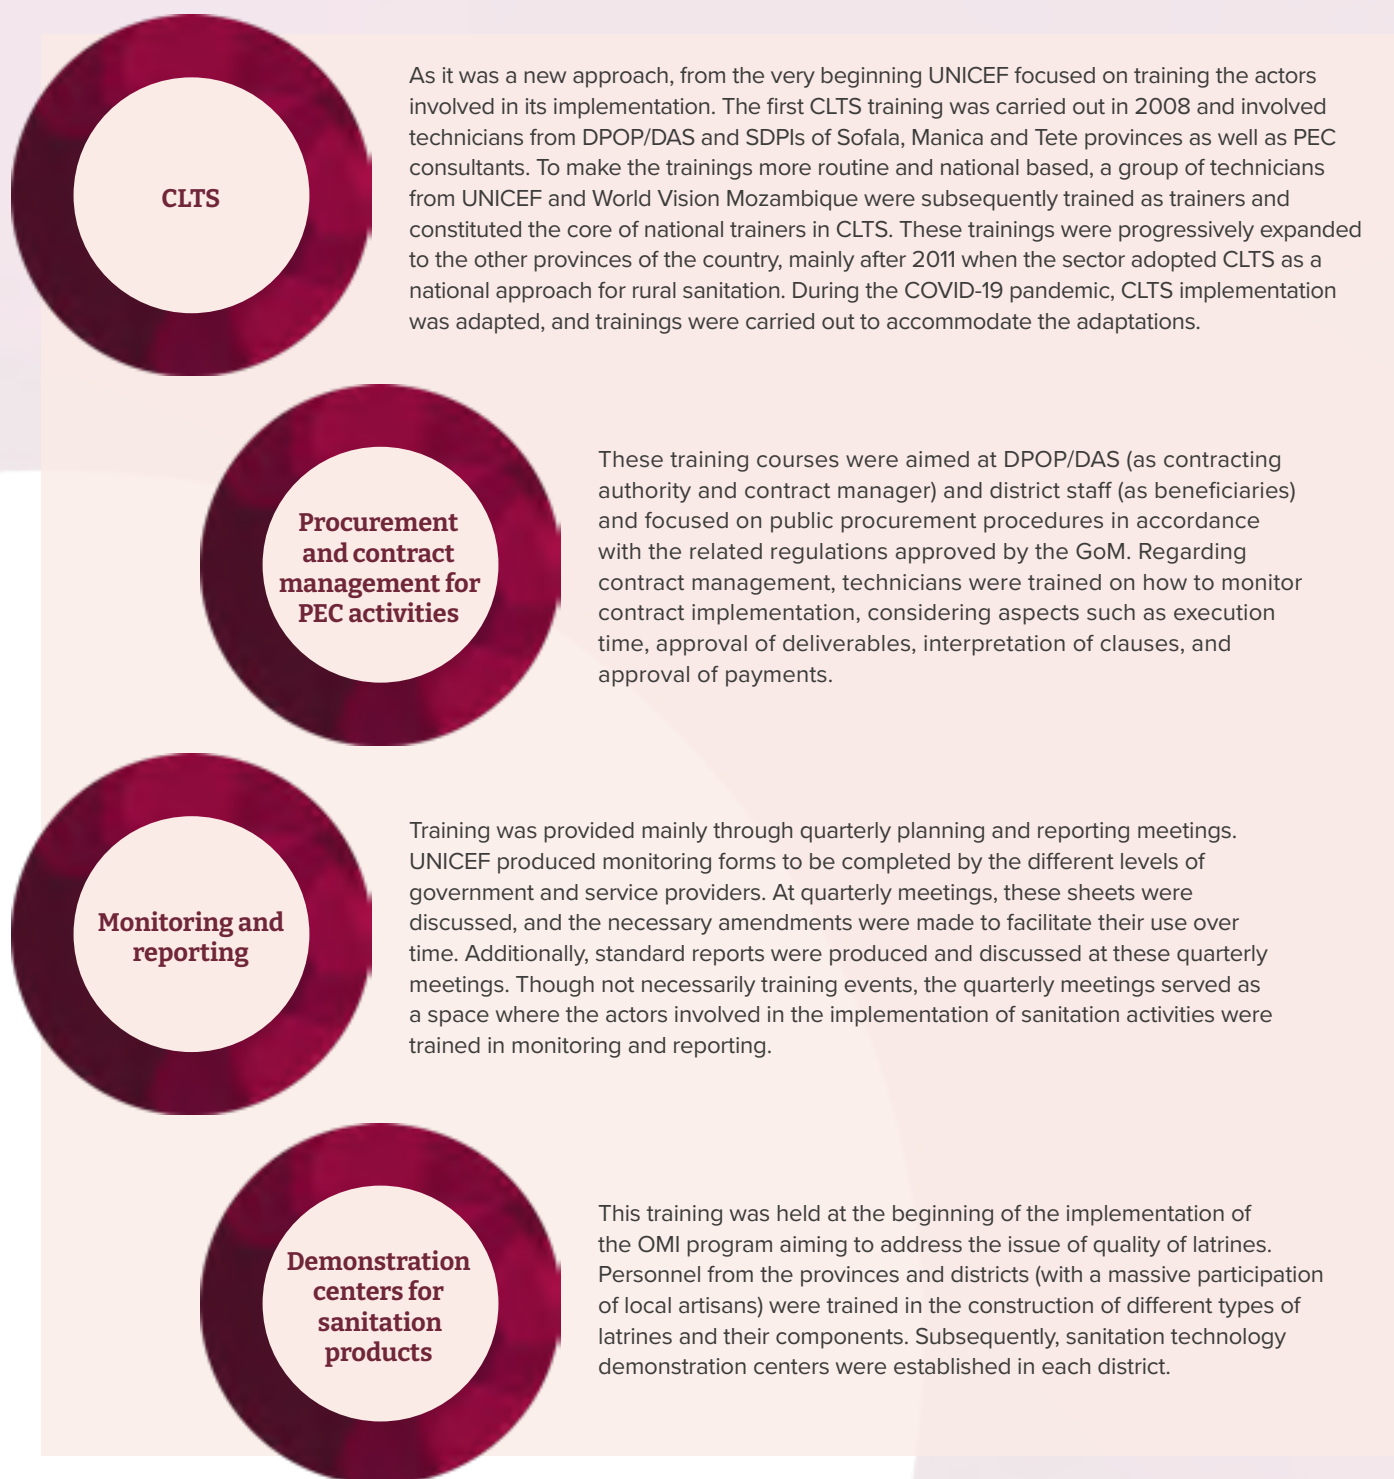 CLTS
As it was a new approach, from the very beginning UNICEF focused on training the actors
involved in its implementation. The first CLTS training was carried out in 2008 and involved
technicians from DPOP/DAS and SDPIs of Sofala, Manica and Tete provinces as well as PEC
consultants. To make the trainings more routine and national based, a group of technicians
from UNICEF and World Vision Mozambique were subsequently trained as trainers and
constituted the core of national trainers in CLTS. These trainings were progressively expanded
to the other provinces of the country, mainly after 2011 when the sector adopted CLTS as a
national approach for rural sanitation. During the COVID-19 pandemic, CLTS implementation
was adapted, and trainings were carried out to accommodate the adaptations.
Procurement
and contract
management for
PEC activities
These training courses were aimed at DPOP/DAS (as contracting
authority and contract manager) and district staff (as beneficiaries)
and focused on public procurement procedures in accordance
with the related regulations approved by the GoM. Regarding
contract management, technicians were trained on how to monitor
contract implementation, considering aspects such as execution
time, approval of deliverables, interpretation of clauses, and
approval of payments.
Monitoring and
reporting
Training was provided mainly through quarterly planning and reporting meetings.
UNICEF produced monitoring forms to be completed by the different levels of
government and service providers. At quarterly meetings, these sheets were
discussed, and the necessary amendments were made to facilitate their use over
time. Additionally, standard reports were produced and discussed at these quarterly
meetings. Though not necessarily training events, the quarterly meetings served as
a space where the actors involved in the implementation of sanitation activities were
trained in monitoring and reporting.
Demonstration
centers for
sanitation
products
This training was held at the beginning of the implementation of
the OMI program aiming to address the issue of quality of latrines.
Personnel from the provinces and districts (with a massive participation
of local artisans) were trained in the construction of different types of
latrines and their components. Subsequently, sanitation technology
demonstration centers were established in each district.